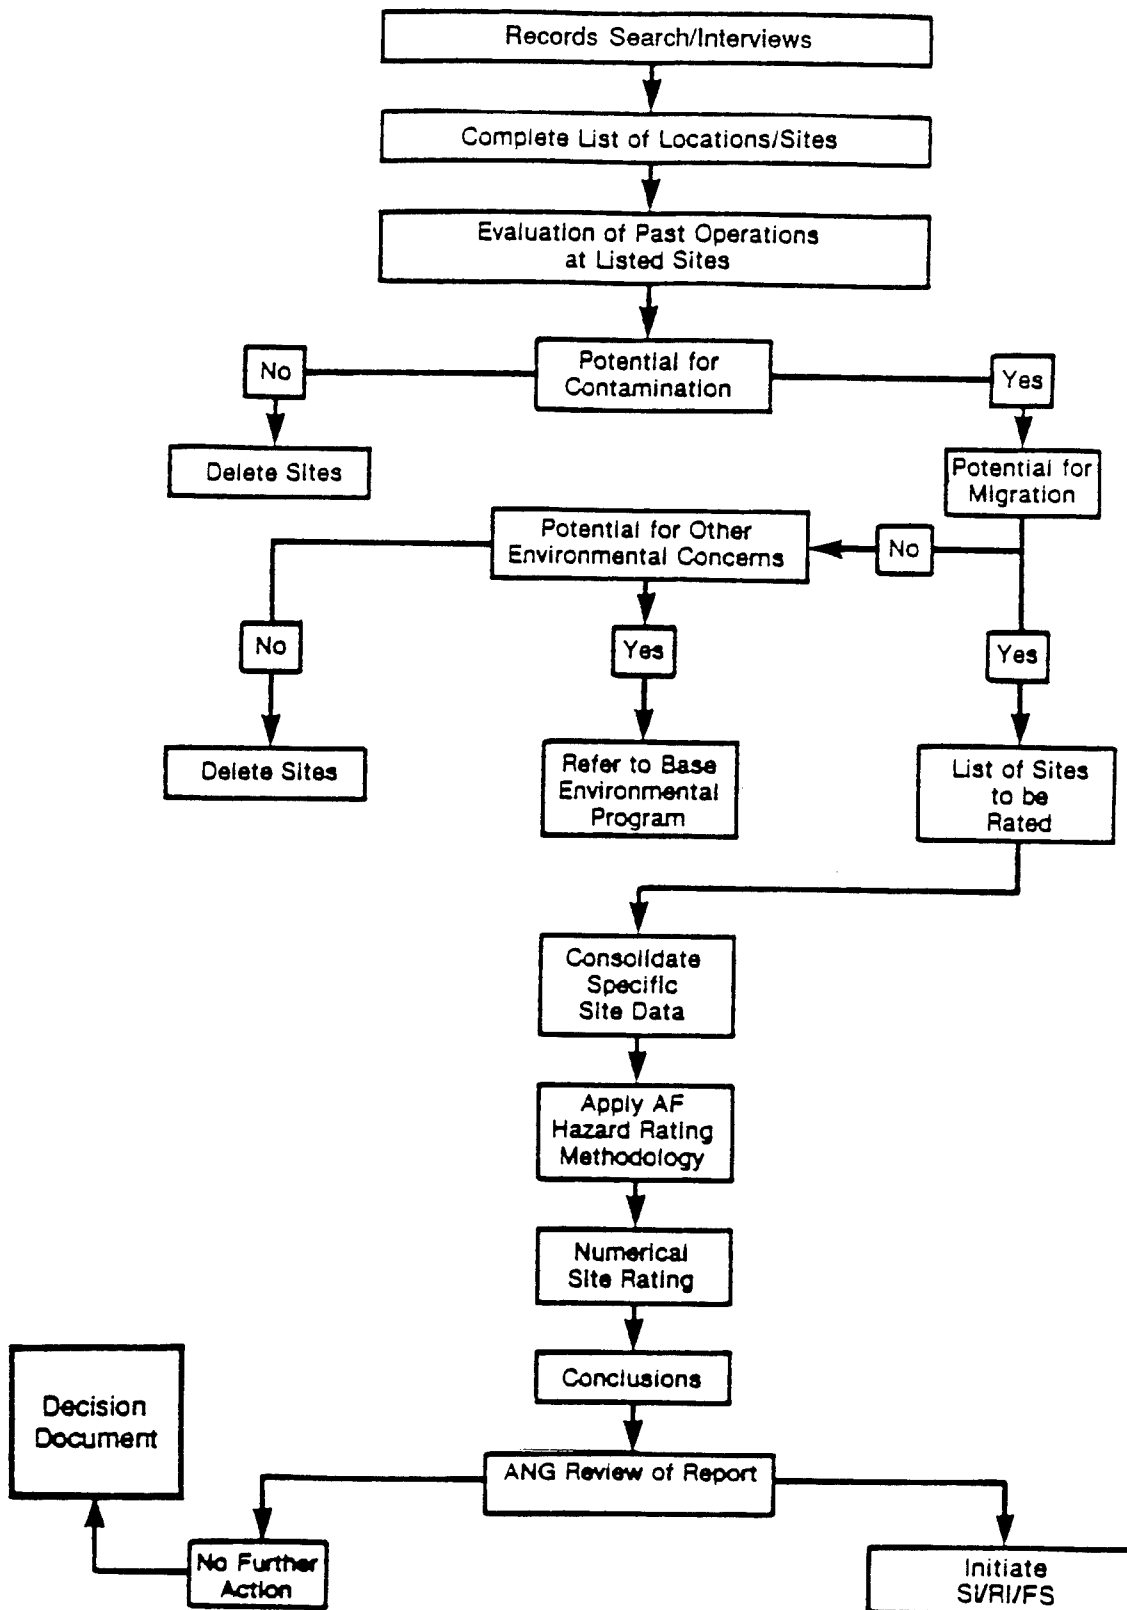 Records Search/Interviews
Complete List of Locations/Sites
Evaluation of Past Operations
at Listed Sites
No
Potential for
Contamination
Yes
Delete Sites
Potential for
Migration
Potential for Other
Environmental Concerns
No
No
Yes
Yes
Delete Sites
Refer to Base
Environmental
Program
List of Sites
to be
Rated
Consolidate
Specific
Site Data
Apply AF
Hazard Rating
Methodology
Numerical
Site Rating
Conclusions
Decision
Document
ANG Review of Report
No Further
Action
Initiate
SI/RI/FS